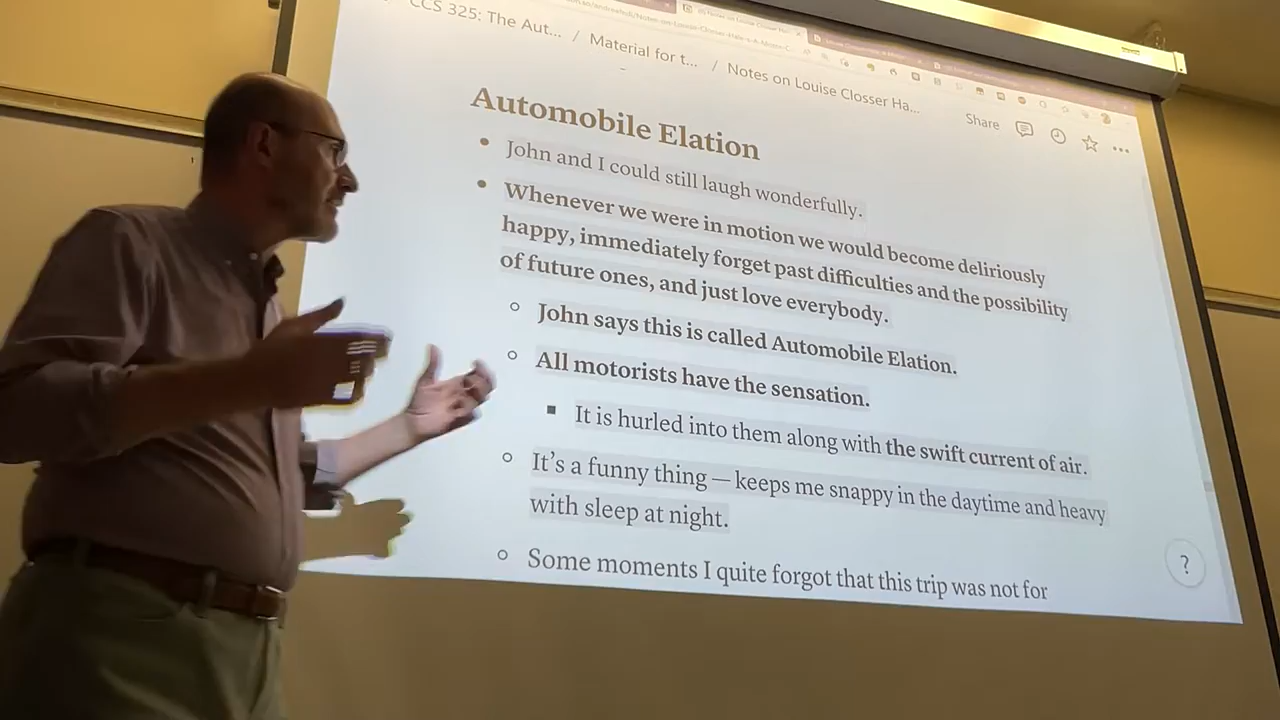 CCS 325: The Aut... / Material for t... / Notes on Louise Closser Ha...
Share
Automobile Elation
• John and I could still laugh wonderfully.
• Whenever we were in motion we would become deliriously
happy, immediately forget past difficulties and the possibility
of future ones, and just love everybody.
○ John says this is called Automobile Elation.
○ All motorists have the sensation.
■ It is hurled into them along with the swift current of air.
○ It's a funny thing — keeps me snappy in the daytime and heavy
with sleep at night.
○ Some moments I quite forgot that this trip was not for
?